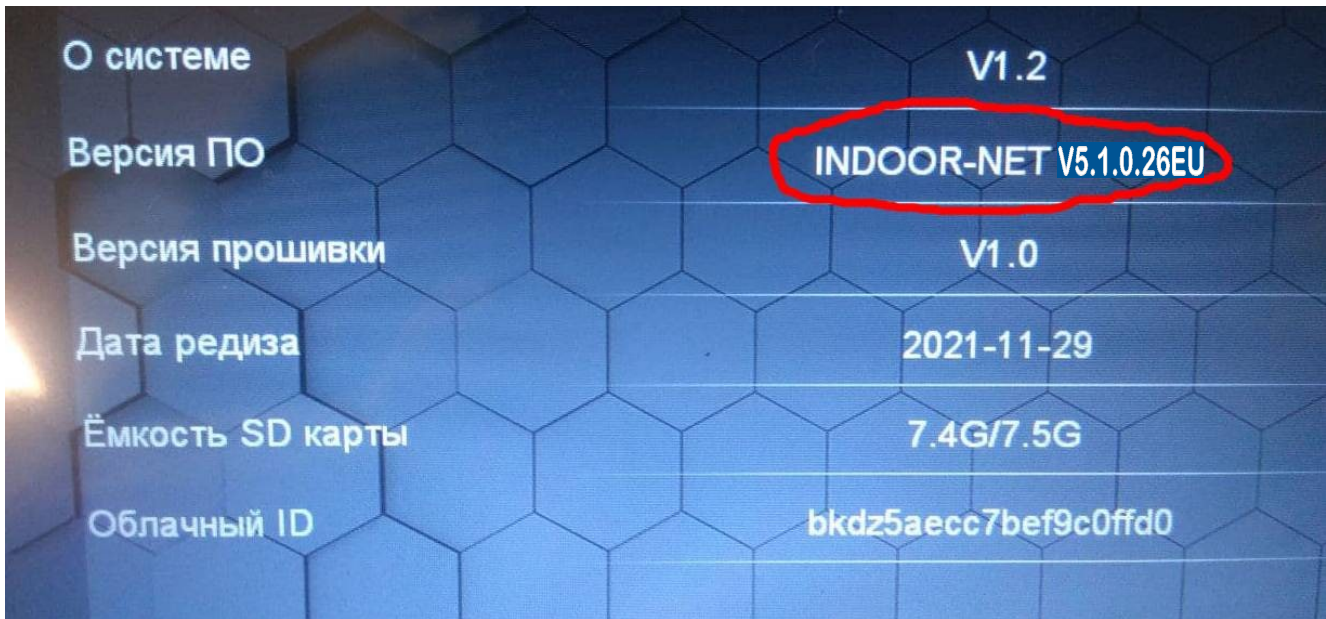 О системе V1.2
Версия ПО INDOOR-NET V5.1.0.26EU
Версия прошивки V1.0
Дата редиза 2021-11-29
Ёмкость SD карты 7.4G/7.5G
Облачный ID bkdz5aecc7bef9c0ffd0